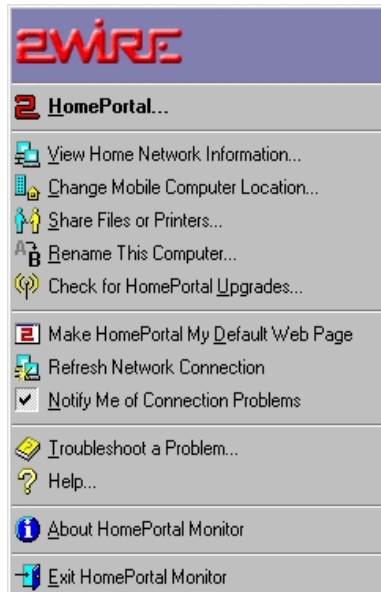 2WIRE
2 HomePortal...
View Home Network Information...
Change Mobile Computer Location...
Share Files or Printers...
A B Rename This Computer...
Check for HomePortal Upgrades...
2 Make HomePortal My Default Web Page
Refresh Network Connection
Notify Me of Connection Problems
Troubleshoot a Problem...
? Help...
i About HomePortal Monitor
Exit HomePortal Monitor